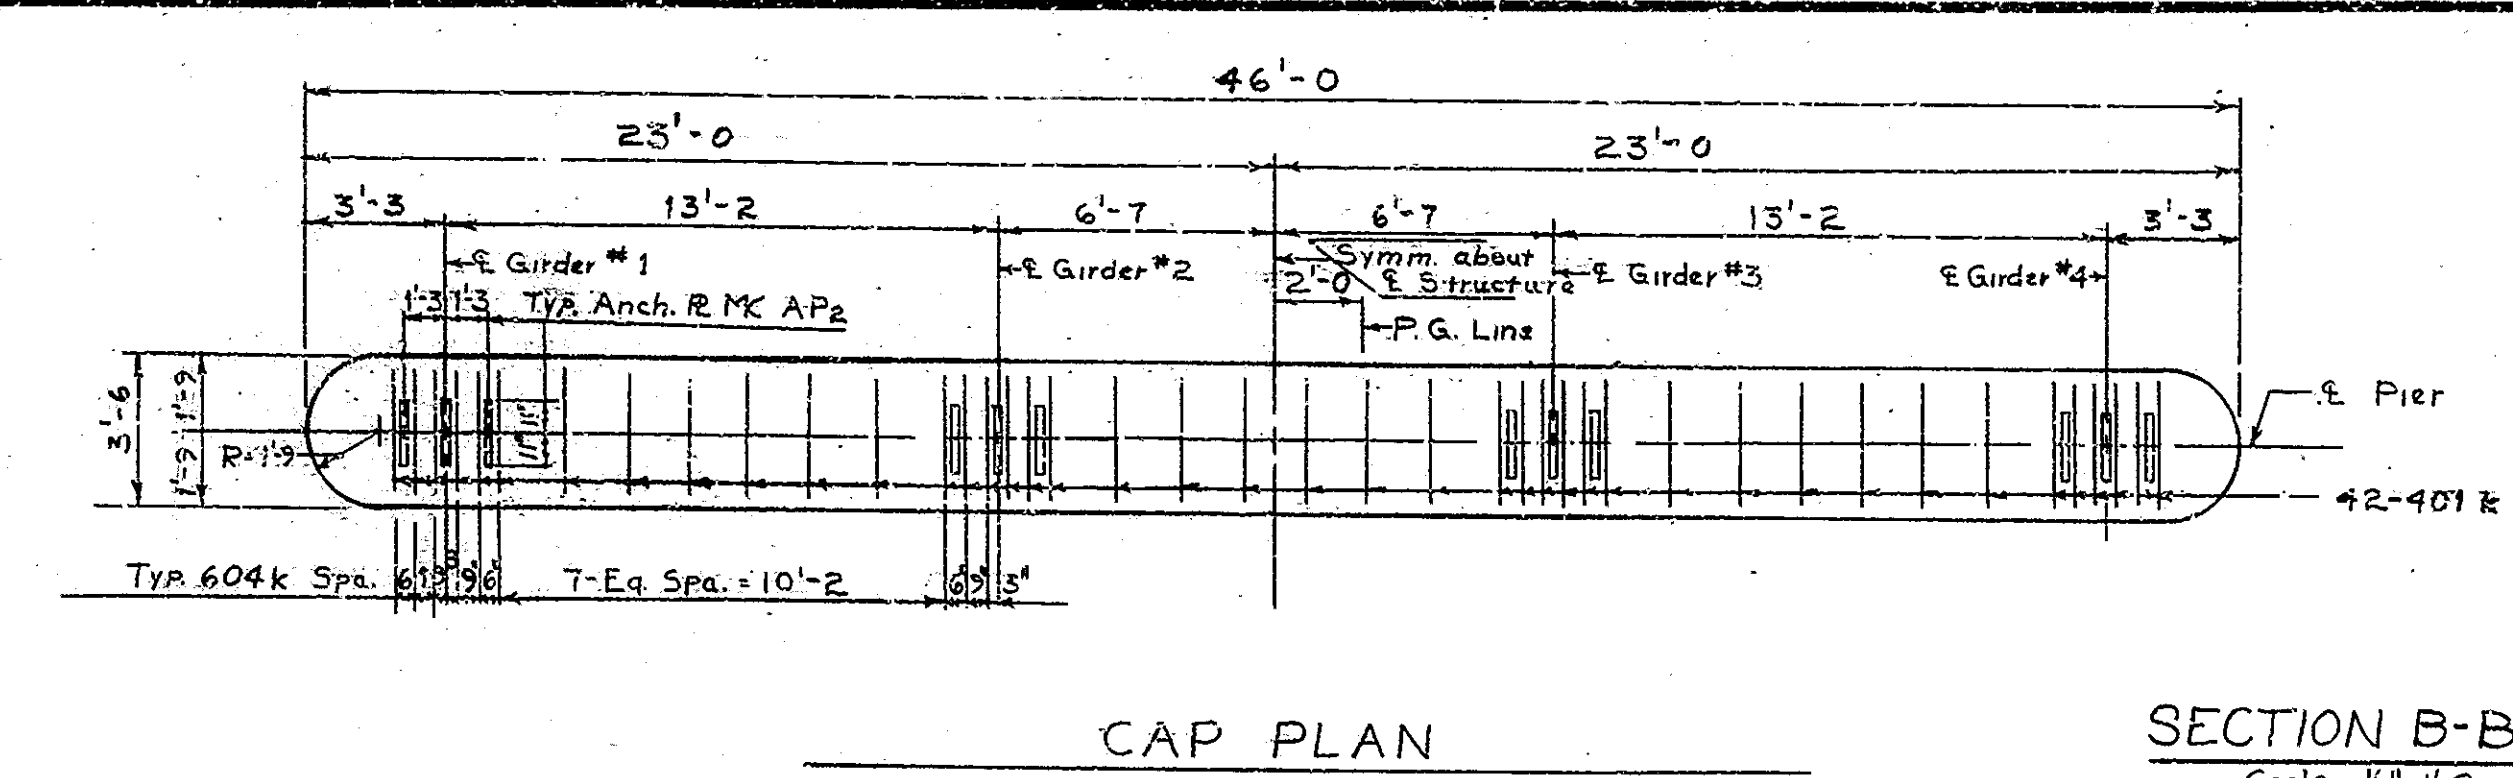 46'-0
23'-0
23'-0
3'-3
13'-2
6'-7
6'-7
13'-2
3'-3
℄ Girder #1
℄ Girder #2
Symm. about
℄ Structure
℄ Girder #3
℄ Girder #4
1'-3
1'-3
Typ. Anch. ℞ MK AP2
2'-0
P.G. Line
3'-6
1'-9
1'-9
R=1'-9
11"
11"
℄ Pier
42-401
Typ. 604k Spa.
6"
9"
6"
7-Eq. Spa. = 10'-2
6"
9"
3"
CAP PLAN
SECTION B-B